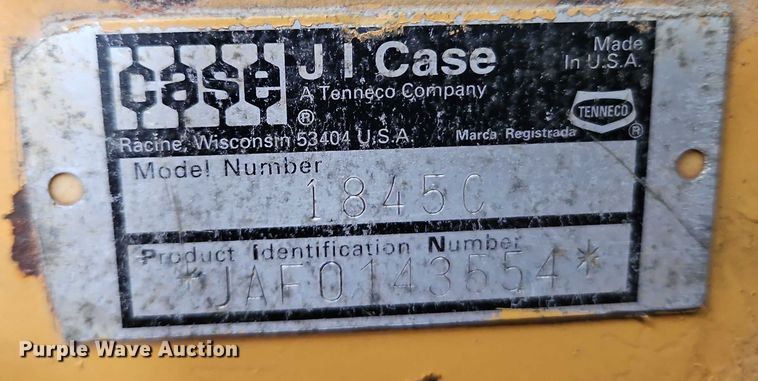 case
J I Case
A Tenneco Company
®
Racine, Wisconsin 53404 U.S.A.
Marca Registrada
Made
In U.S.A.
TENNECO
®
Model Number
1845C
Product Identification Number
*JAF0143554*
Purple Wave Auction